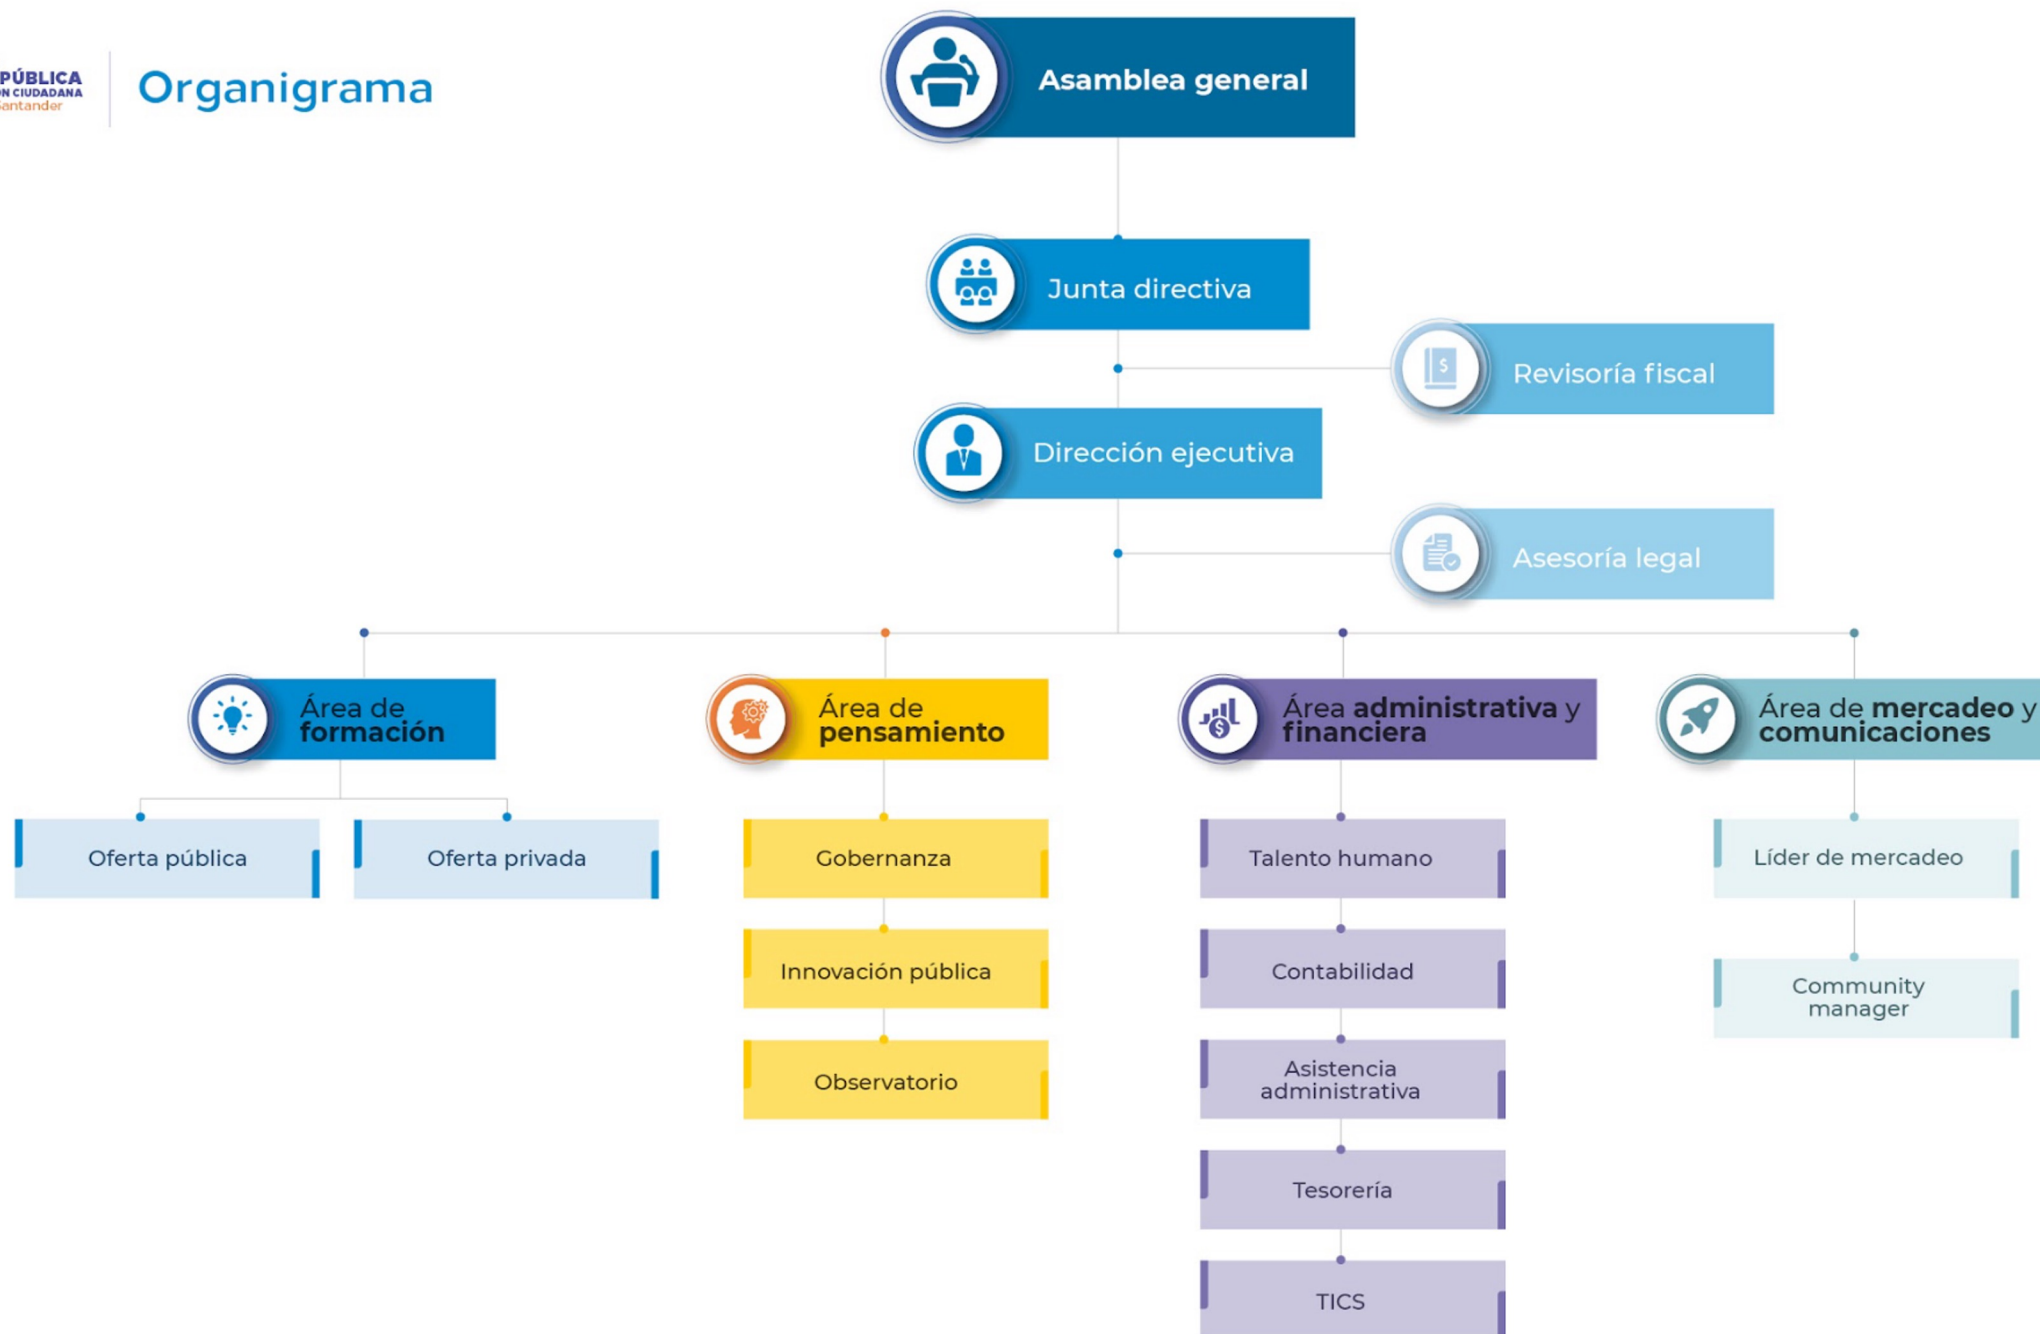 PÚBLICA
CIUDADANA
Santander
Organigrama
Asamblea general
Junta directiva
Revisoría fiscal
Dirección ejecutiva
Asesoría legal
Área de
formación
Área de
pensamiento
Área administrativa y
financiera
Área de mercadeo y
comunicaciones
Oferta pública
Oferta privada
Gobernanza
Talento humano
Líder de mercadeo
Innovación pública
Contabilidad
Community
manager
Observatorio
Asistencia
administrativa
Tesorería
TICS